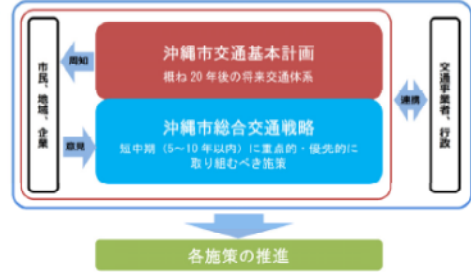 市民、地域、企業
周知
意見
沖縄市交通基本計画
概ね20年後の将来交通体系
沖縄市総合交通戦略
短中期（5～10年以内）に重点的・優先的に
取り組むべき施策
連携
交通事業者、行政
各施策の推進